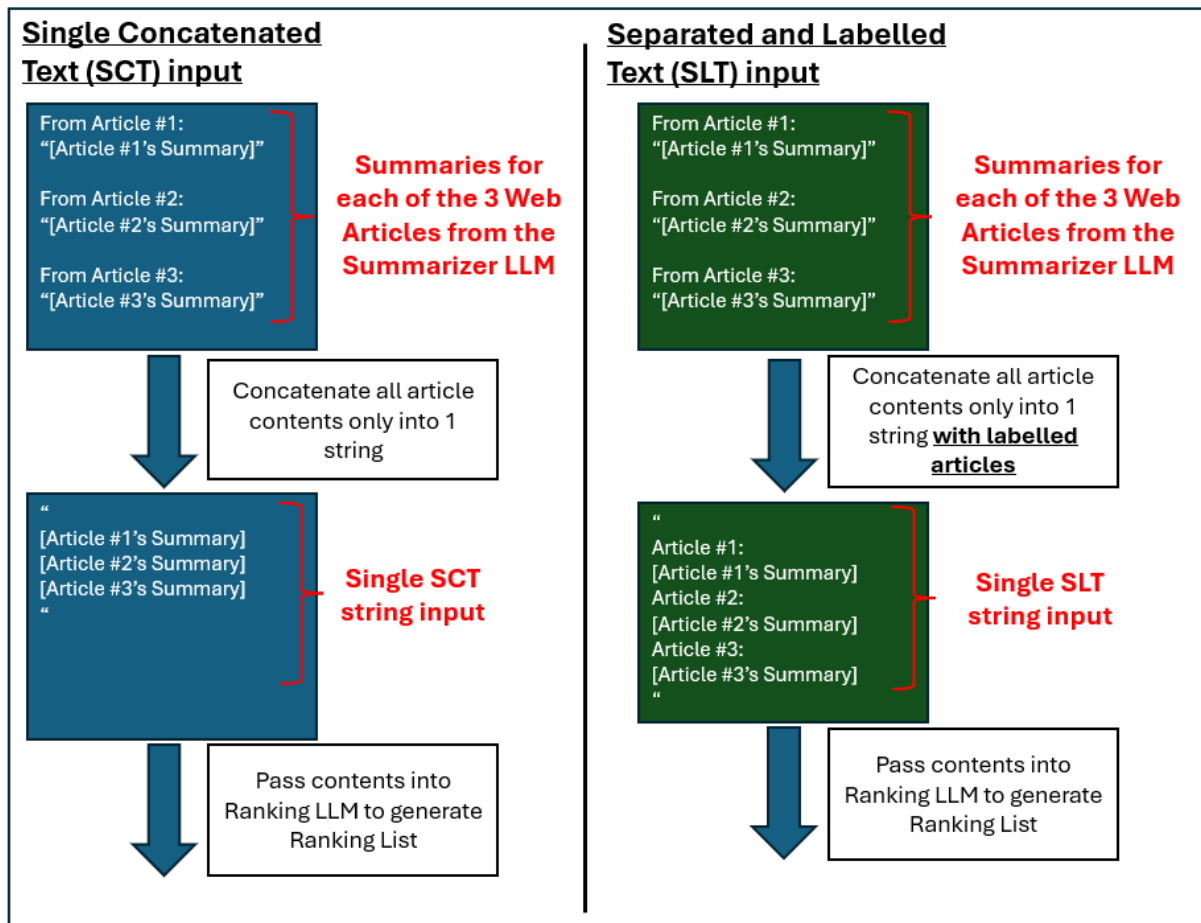 Single Concatenated
Text (SCT) input
From Article #1:
“[Article #1’s Summary]”
From Article #2:
“[Article #2’s Summary]”
From Article #3:
“[Article #3’s Summary]”
Summaries for
each of the 3 Web
Articles from the
Summarizer LLM
Concatenate all article
contents only into 1
string
“
[Article #1’s Summary]
[Article #2’s Summary]
[Article #3’s Summary]
“
Single SCT
string input
Pass contents into
Ranking LLM to generate
Ranking List
Separated and Labelled
Text (SLT) input
From Article #1:
“[Article #1’s Summary]”
From Article #2:
“[Article #2’s Summary]”
From Article #3:
“[Article #3’s Summary]”
Summaries for
each of the 3 Web
Articles from the
Summarizer LLM
Concatenate all article
contents only into 1
string with labelled
articles
“
Article #1:
[Article #1’s Summary]
Article #2:
[Article #2’s Summary]
Article #3:
[Article #3’s Summary]
“
Single SLT
string input
Pass contents into
Ranking LLM to generate
Ranking List